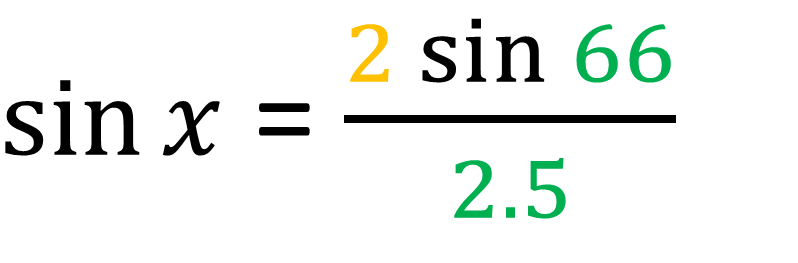 sin x = 2 sin 66 / 2.5